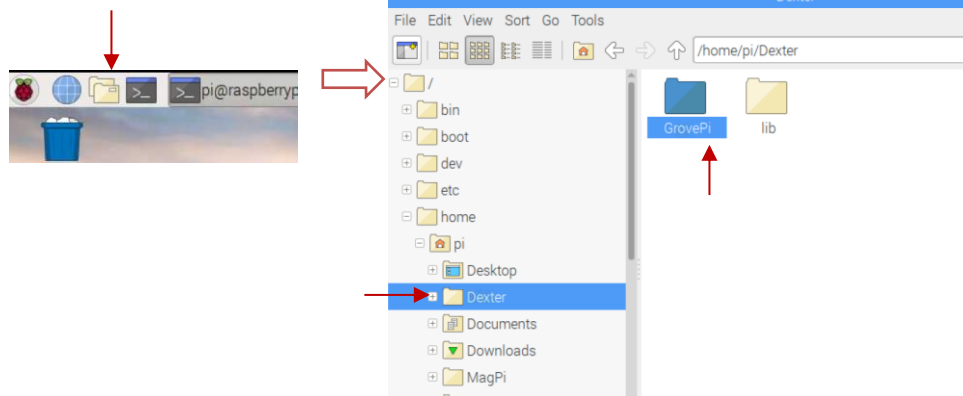 Dexter
File Edit View Sort Go Tools
/home/pi/Dexter
pi@raspberryp
/
bin
boot
dev
etc
home
pi
Desktop
Dexter
Documents
Downloads
MagPi
GrovePi
lib